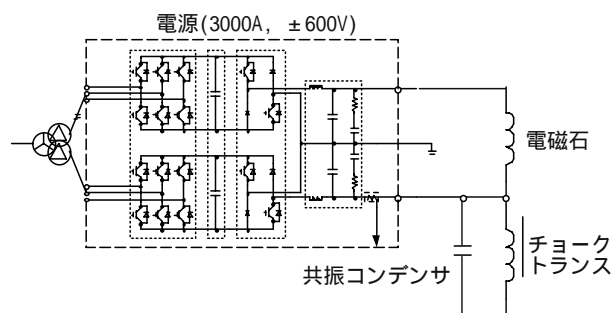 電源(3000A, ±600V)
電磁石
共振コンデンサ
チョーク
トランス